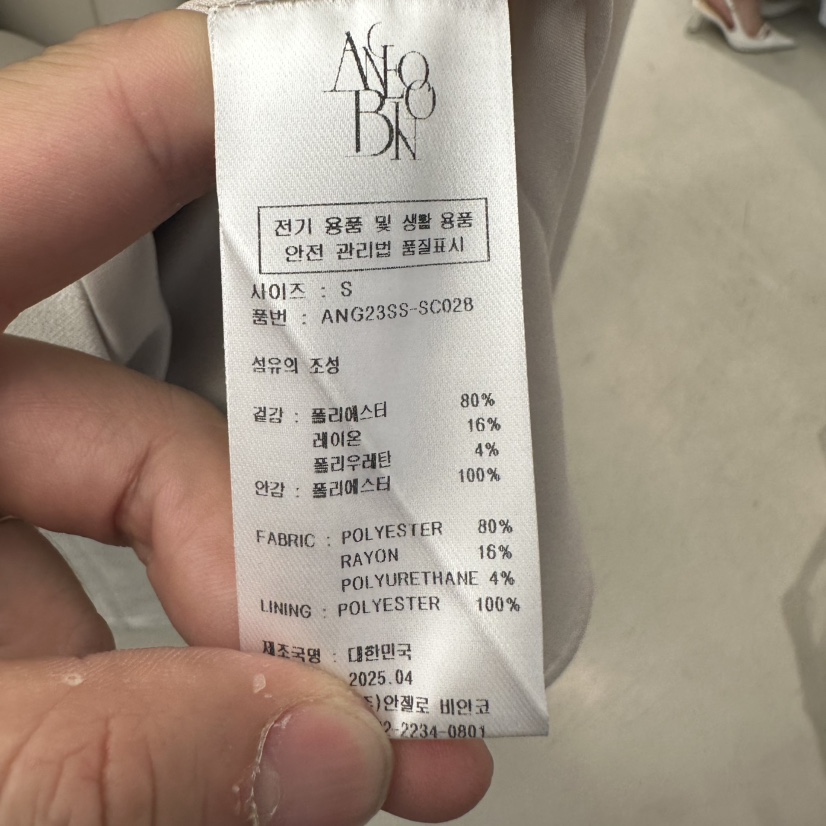 ANGELO BIANCO
전기 용품 및 생활 용품
안전 관리법 품질표시
사이즈 : S
품번 : ANG23SS-SC028
섬유의 조성
겉감 : 폴리에스터 80%
레이온 16%
폴리우레탄 4%
안감 : 폴리에스터 100%
FABRIC : POLYESTER 80%
RAYON 16%
POLYURETHANE 4%
LINING : POLYESTER 100%
제조국명 : 대한민국
2025.04
안젤로 비안코
2-2234-0801